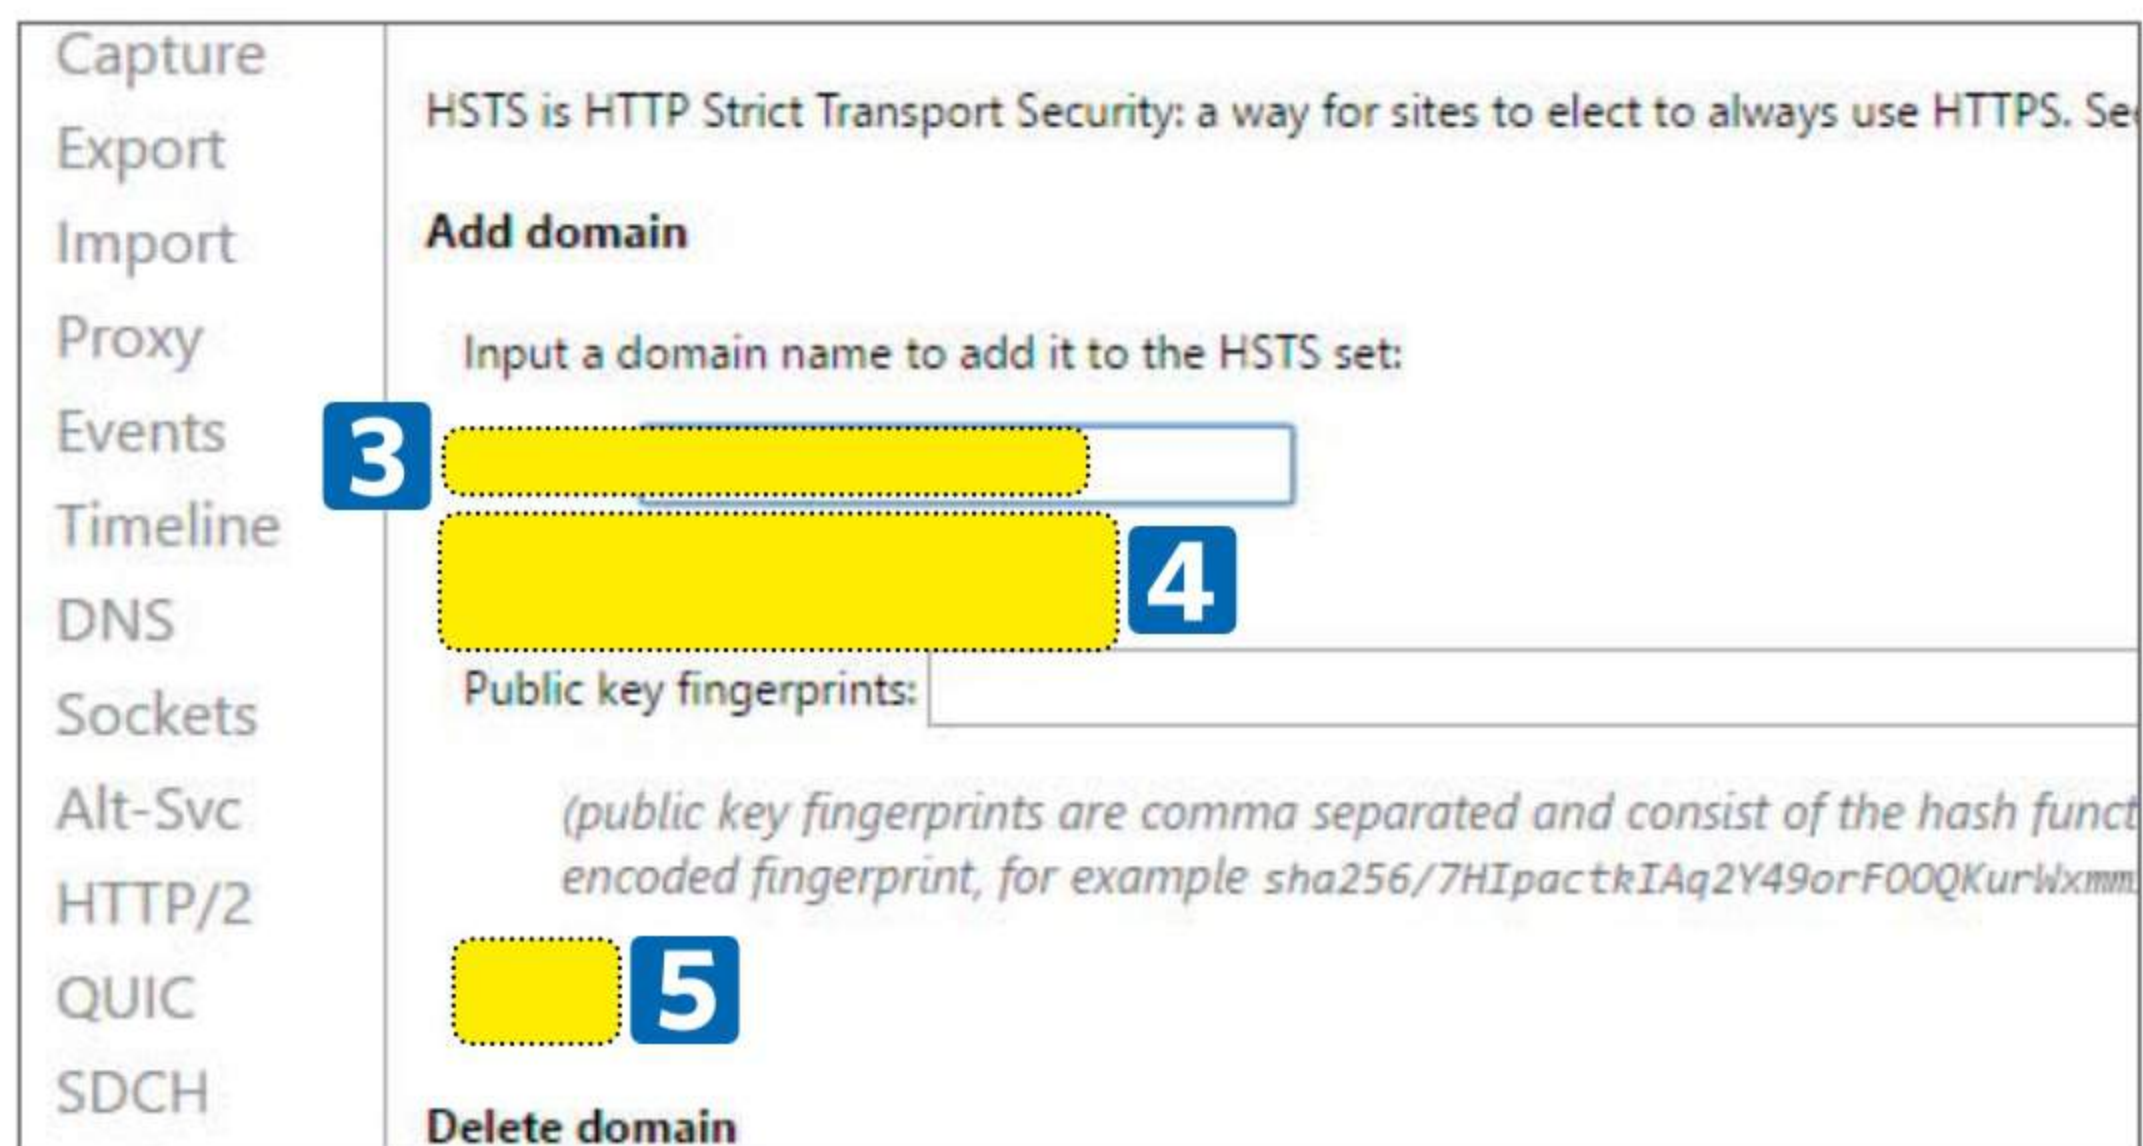 Capture
Export
Import
Proxy
Events
Timeline
DNS
Sockets
Alt-Svc
HTTP/2
QUIC
SDCH
HSTS is HTTP Strict Transport Security: a way for sites to elect to always use HTTPS.
Add domain
Input a domain name to add it to the HSTS set:
3
4
Public key fingerprints:
(public key fingerprints are comma separated and consist of the hash funct
encoded fingerprint, for example sha256/7HIpactkIAq2Y49orFOOQKurWxmm
5
Delete domain